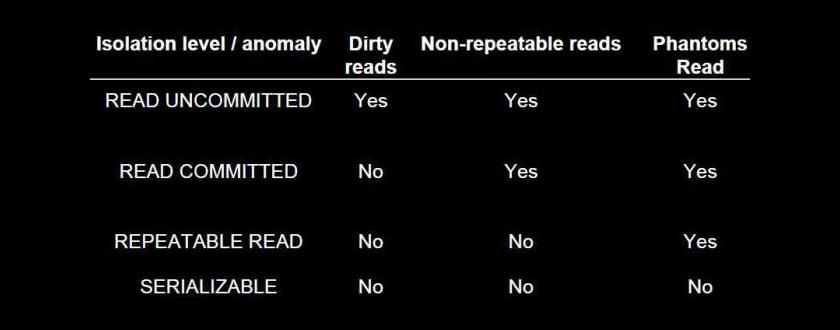 Isolation level / anomaly Dirty reads Non-repeatable reads Phantoms Read
READ UNCOMMITTED Yes Yes Yes
READ COMMITTED No Yes Yes
REPEATABLE READ No No Yes
SERIALIZABLE No No No